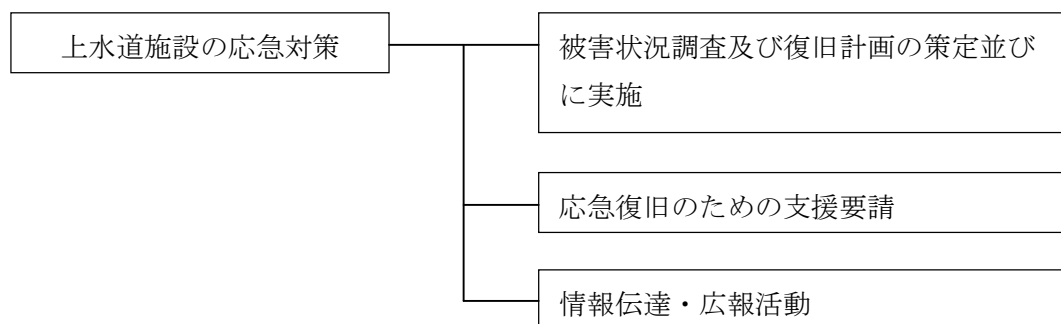 上水道施設の応急対策
被害状況調査及び復旧計画の策定並び
に実施
応急復旧のための支援要請
情報伝達・広報活動